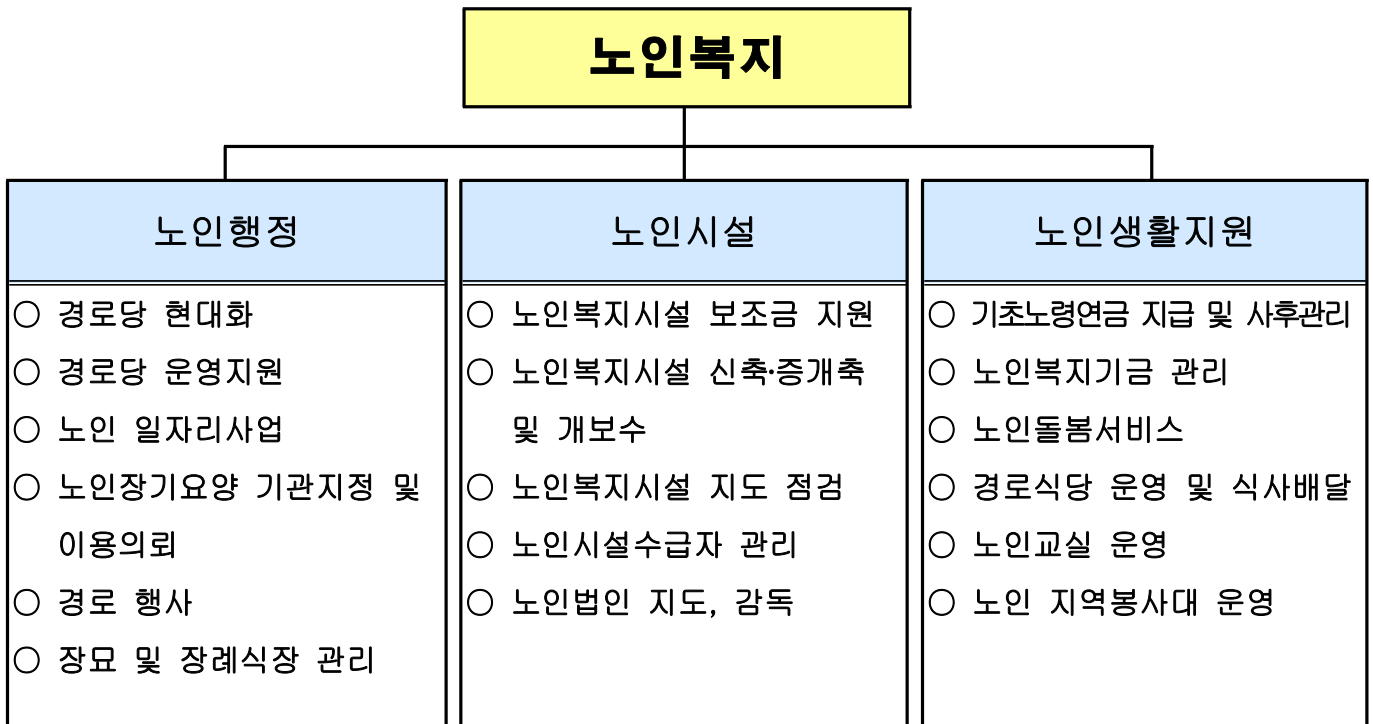 노인복지
노인행정
○ 경로당 현대화
○ 경로당 운영지원
○ 노인 일자리사업
○ 노인장기요양 기관지정 및
이용의뢰
○ 경로 행사
○ 장묘 및 장례식장 관리
노인시설
○ 노인복지시설 보조금 지원
○ 노인복지시설 신축·증개축
및 개보수
○ 노인복지시설 지도 점검
○ 노인시설수급자 관리
○ 노인법인 지도, 감독
노인생활지원
○ 기초노령연금 지급 및 사후관리
○ 노인복지기금 관리
○ 노인돌봄서비스
○ 경로식당 운영 및 식사배달
○ 노인교실 운영
○ 노인 지역봉사대 운영